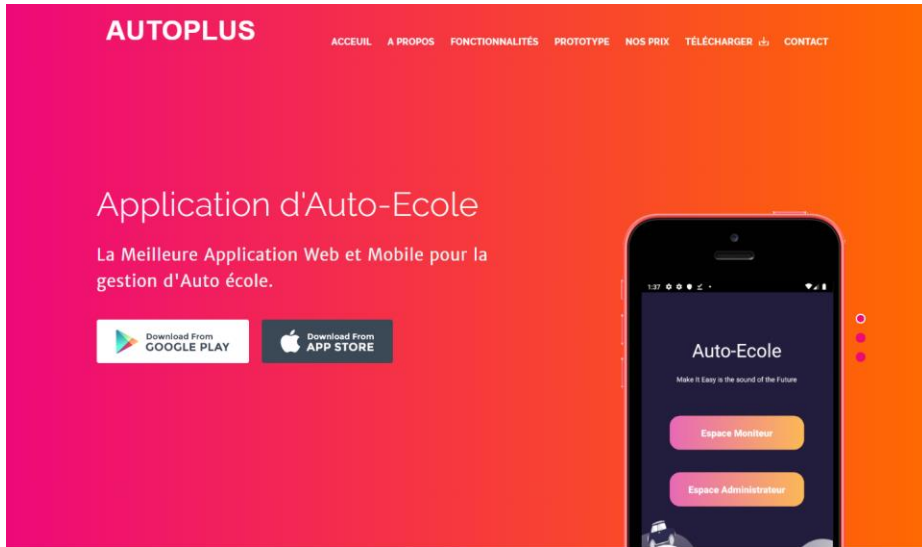 AUTOPLUS
ACCEUIL A PROPOS FONCTIONNALITÉS PROTOTYPE NOS PRIX TÉLÉCHARGER CONTACT
Application d'Auto-Ecole
La Meilleure Application Web et Mobile pour la
gestion d'Auto école.
Download From
GOOGLE PLAY
Download From
APP STORE
1:37
Auto-Ecole
Make It Easy is the sound of the Future
Espace Moniteur
Espace Administrateur